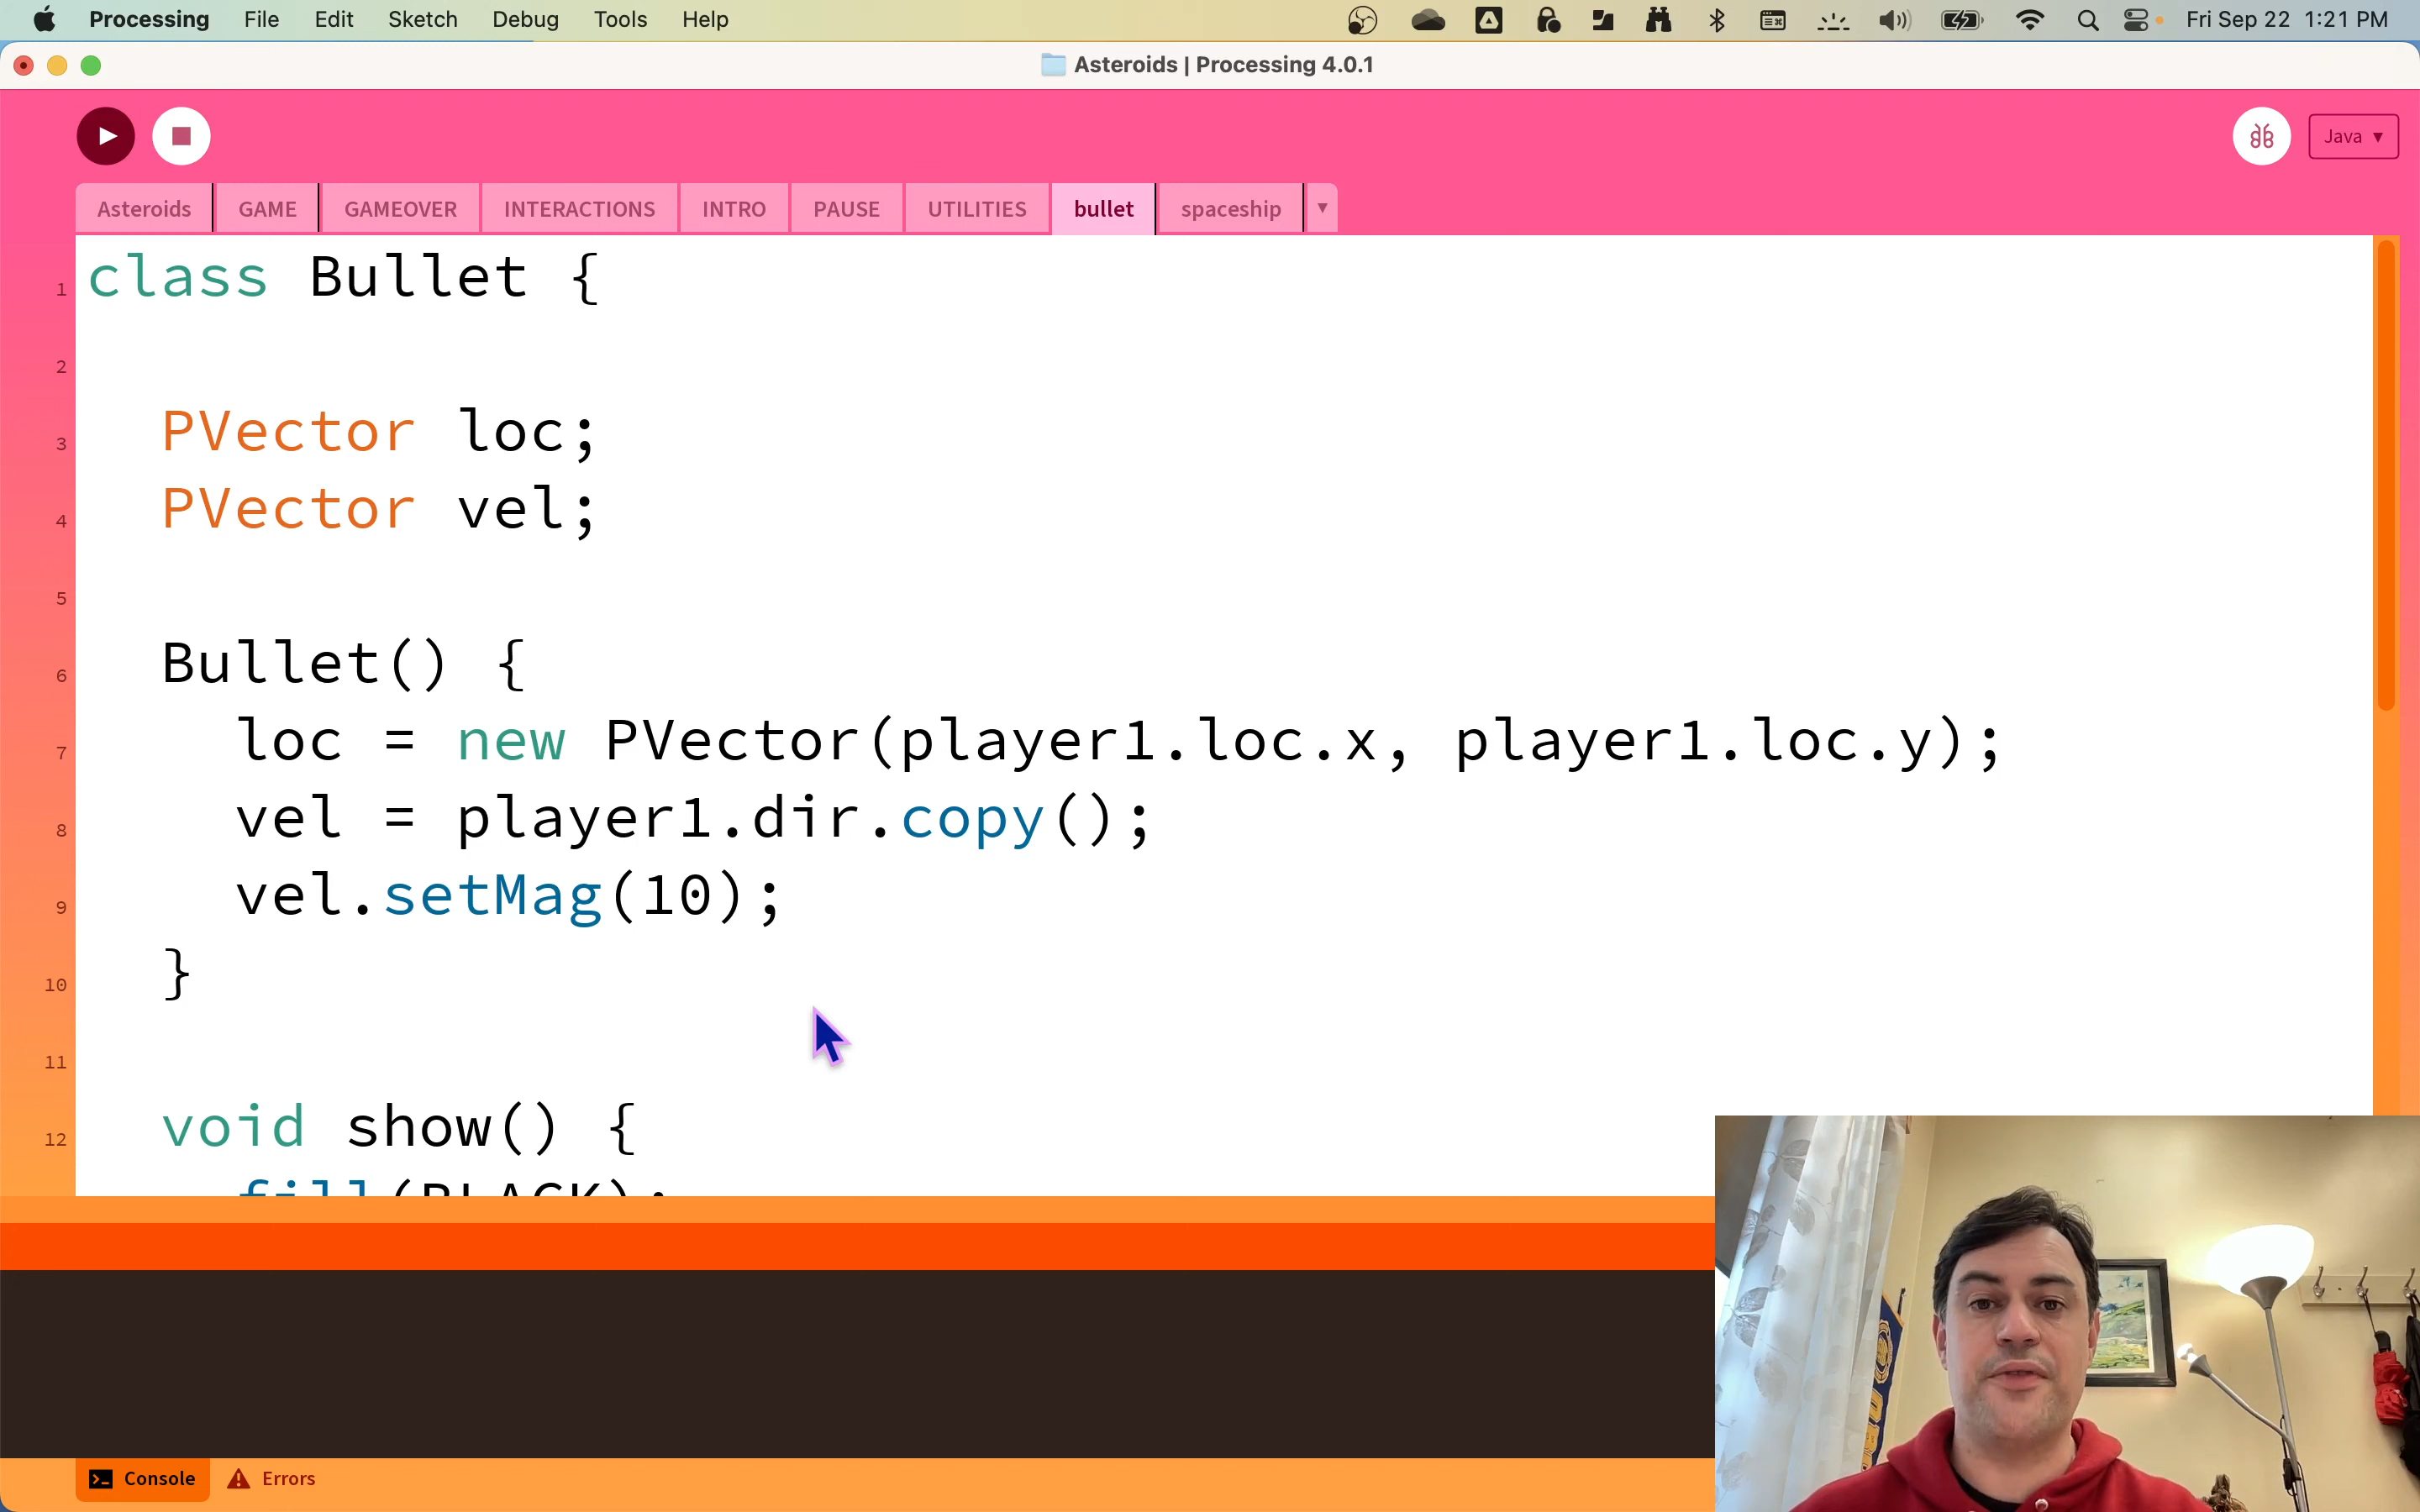 Processing File Edit Sketch Debug Tools Help Fri Sep 22 1:21 PM
Asteroids | Processing 4.0.1
Java ▼
Asteroids GAME GAMEOVER INTERACTIONS INTRO PAUSE UTILITIES bullet spaceship ▼
1 class Bullet {
2
3 PVector loc;
4 PVector vel;
5
6 Bullet() {
7 loc = new PVector(player1.loc.x, player1.loc.y);
8 vel = player1.dir.copy();
9 vel.setMag(10);
10 }
11
12 void show() {
fill(BLACK);
Console Errors